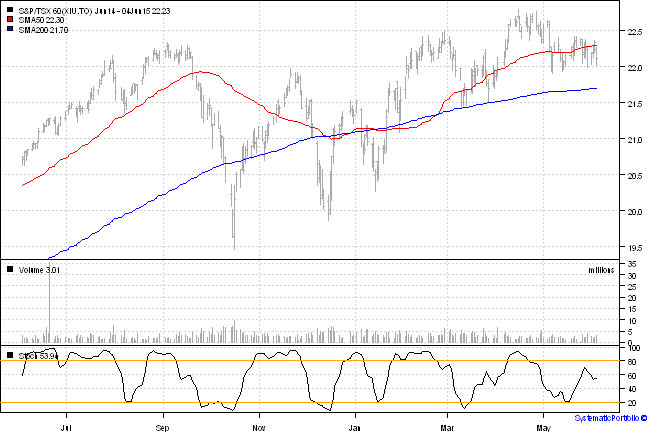 S&P/TSX 60(XIU.TO) Jun14 - 04Jun15 22.23
SMA50 22.30
SMA200 21.70
22.5
22.0
21.5
21.0
20.5
20.0
19.5
Volume 3.01
millions
35
30
25
20
15
10
5
0
Stoch 53.94
100
80
60
40
20
Jul
Sep
Nov
Jan
Mar
May
SystematicPortfolio ©